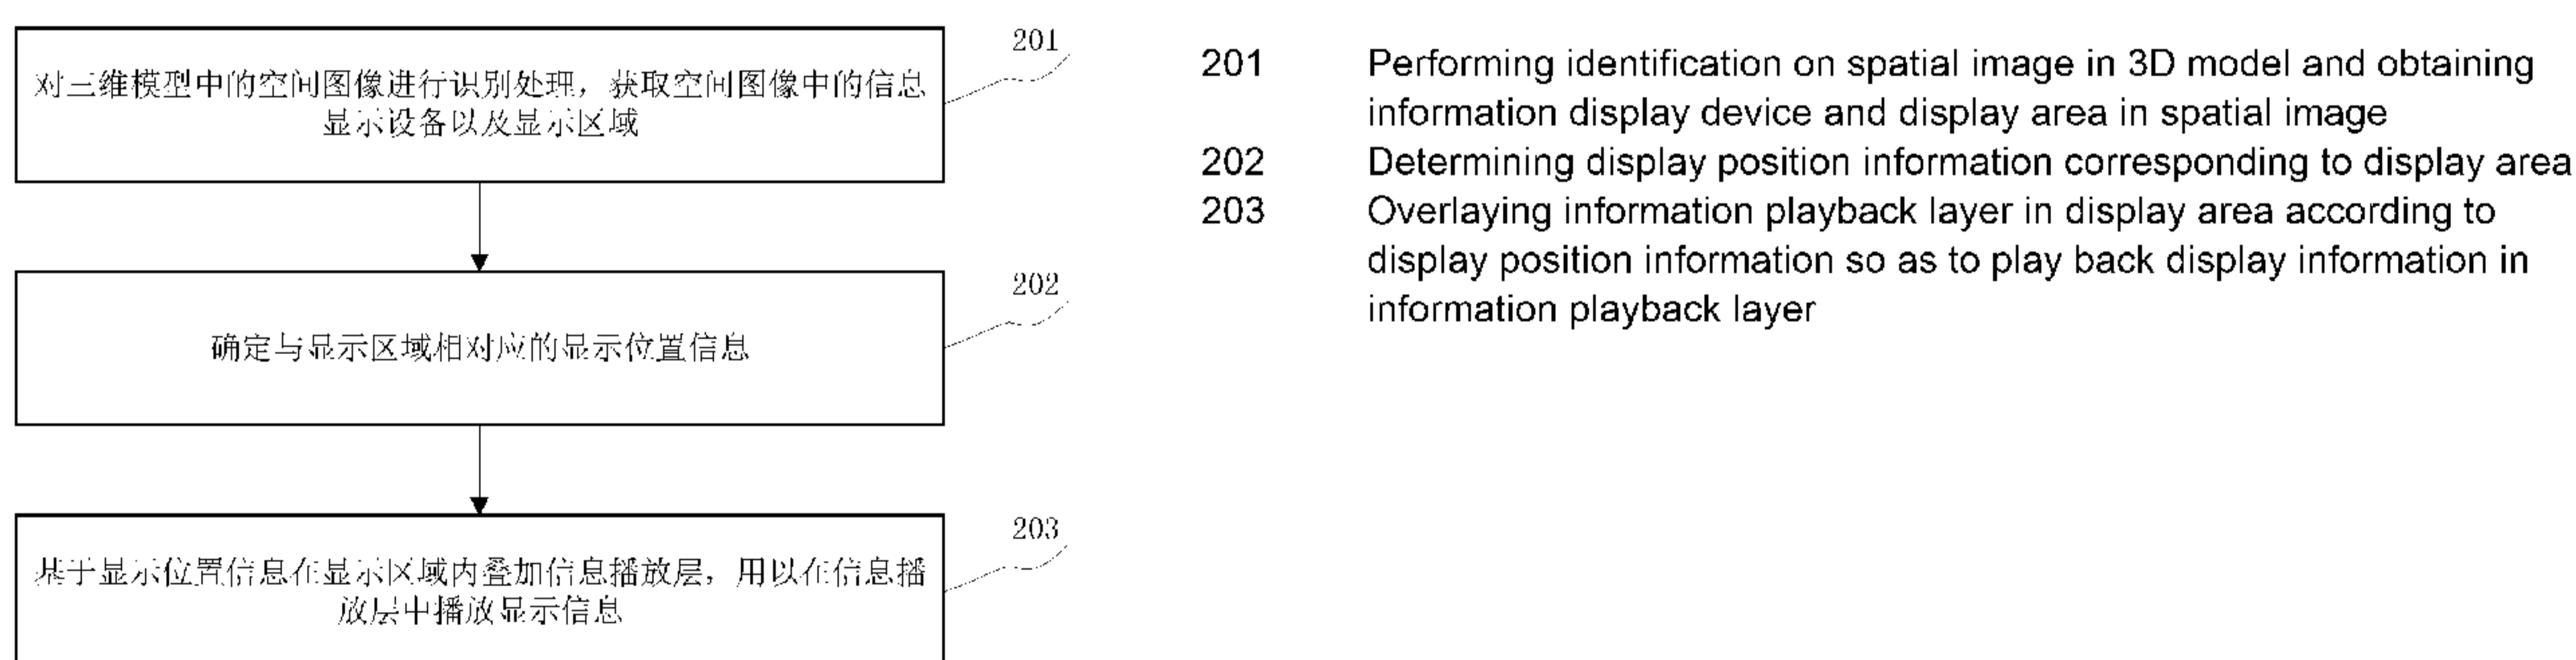 对三维模型中的空间图像进行识别处理，获取空间图像中的信息
显示设备以及显示区域
201
确定与显示区域相对应的显示位置信息
202
基于显示位置信息在显示区域内叠加信息播放层，用以在信息播
放层中播放显示信息
203
201 Performing identification on spatial image in 3D model and obtaining
information display device and display area in spatial image
202 Determining display position information corresponding to display area
203 Overlaying information playback layer in display area according to
display position information so as to play back display information in
information playback layer